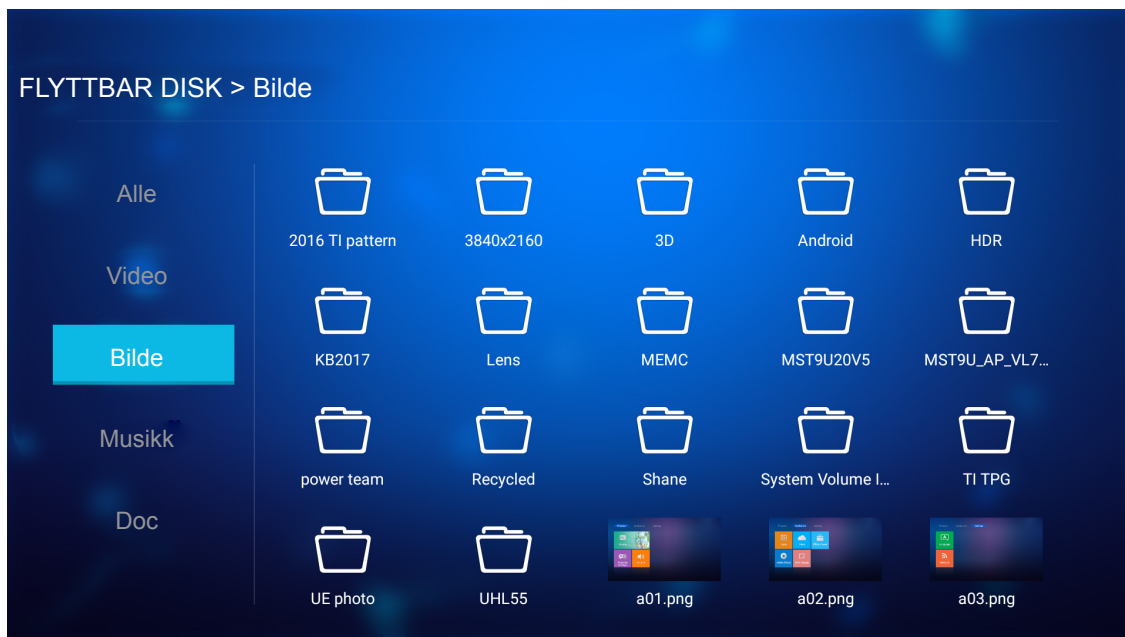 FLYTTBAR DISK > Bilde
Alle
Video
Bilde
Musikk
Doc
2016 TI pattern
3840x2160
3D
Android
HDR
KB2017
Lens
MEMC
MST9U20V5
MST9U_AP_VL7...
power team
Recycled
Shane
System Volume I...
TI TPG
UE photo
UHL55
a01.png
a02.png
a03.png